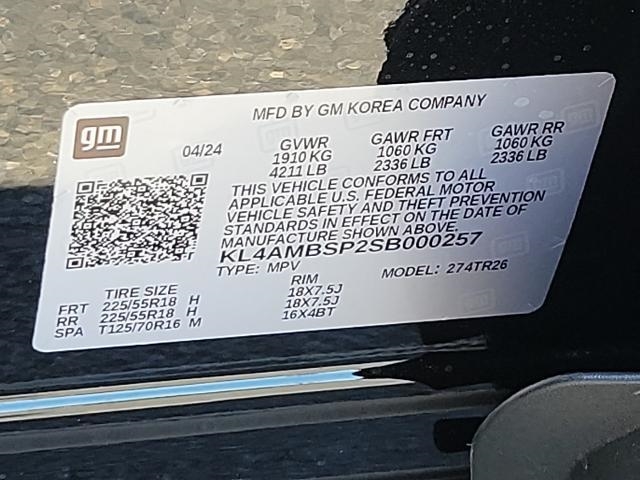 MFD BY GM KOREA COMPANY
gm
04/24
GVWR GAWR FRT GAWR RR
1910 KG 1060 KG 1060 KG
4211 LB 2336 LB 2336 LB
THIS VEHICLE CONFORMS TO ALL
APPLICABLE U.S. FEDERAL MOTOR
VEHICLE SAFETY AND THEFT PREVENTION
STANDARDS IN EFFECT ON THE DATE OF
MANUFACTURE SHOWN ABOVE.
KL4AMBSP2SB000257
TYPE: MPV MODEL: 274TR26
TIRE SIZE RIM
FRT 225/55R18 H 18X7.5J
RR 225/55R18 H 18X7.5J
SPA T125/70R16 M 16X4BT